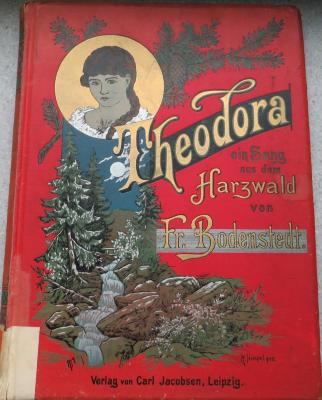 Theodora
ein Sang
aus dem
Harzwald
von
Fr. Bodenstedt.
Verlag von Carl Jacobsen, Leipzig.